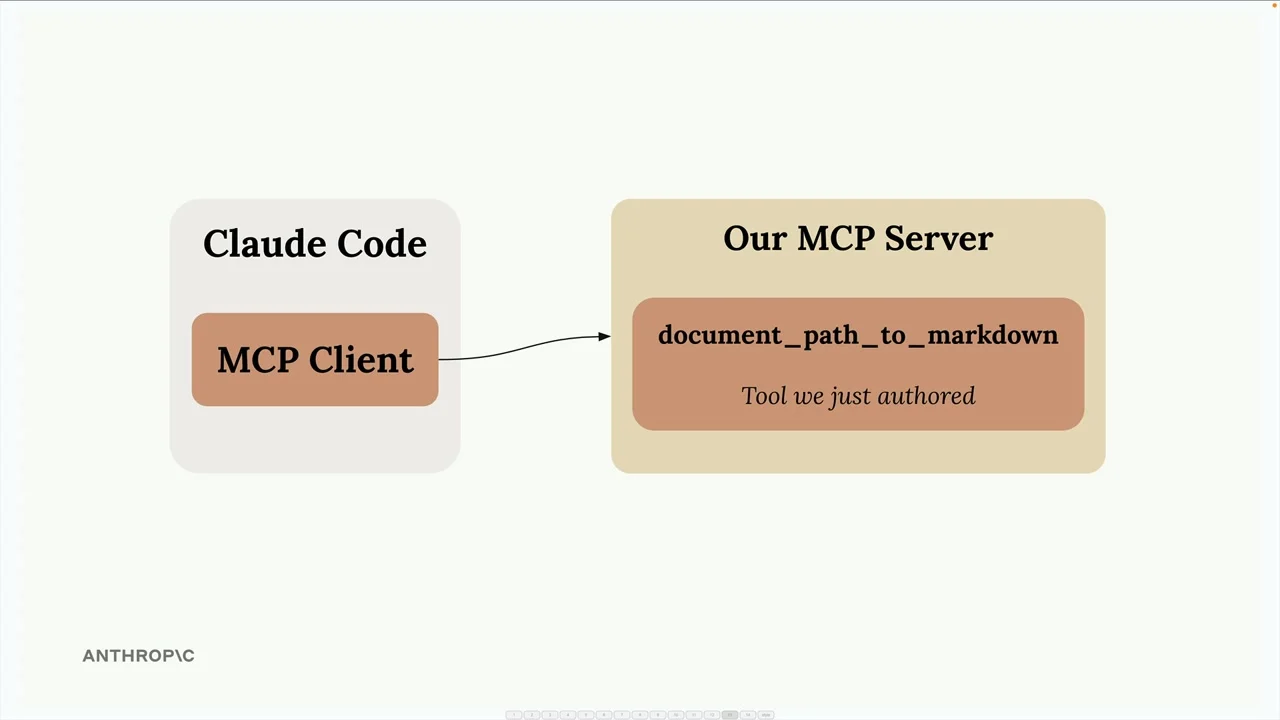 Claude Code
MCP Client
Our MCP Server
document_path_to_markdown
Tool we just authored
ANTHROP\C